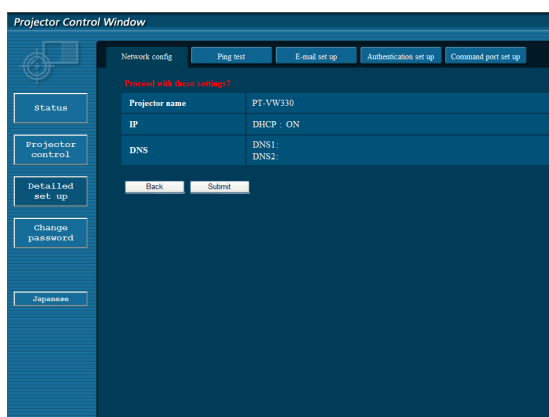 Projector Control Window
Network config
Ping test
E-mail set up
Authentication set up
Command port set up
Proceed with these settings?
Status
Projector name
PT-VW330
IP
DHCP : ON
Projector
control
DNS
DNS1:
DNS2:
Detailed
set up
Back
Submit
Change
password
Japanese